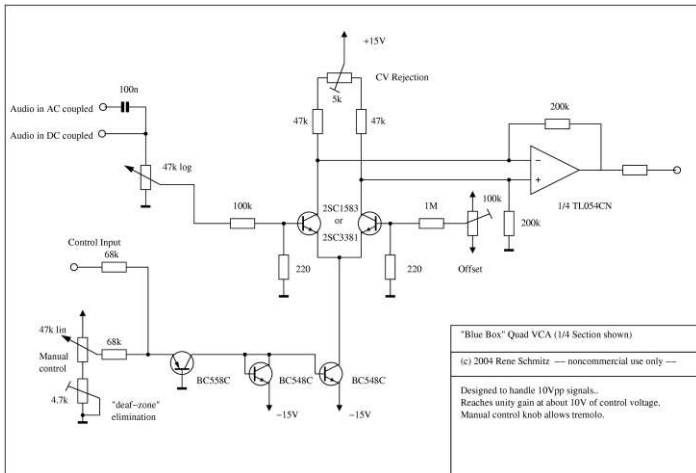 +15V
100n
CV Rejection
Audio in AC coupled
5k
200k
Audio in DC coupled
47k
47k
47k log
−
+
100k
2SC1583
or
2SC3381
1M
100k
1/4 TL054CN
200k
Control Input
68k
220
220
Offset
47k lin
68k
Manual
control
BC558C
BC548C
BC548C
4.7k
"deaf−zone"
elimination
−15V
−15V
"Blue Box" Quad VCA (1/4 Section shown)
(c) 2004 Rene Schmitz −− noncommercial use only −−
Designed to handle 10Vpp signals..
Reaches unity gain at about 10V of control voltage.
Manual control knob allows tremolo.